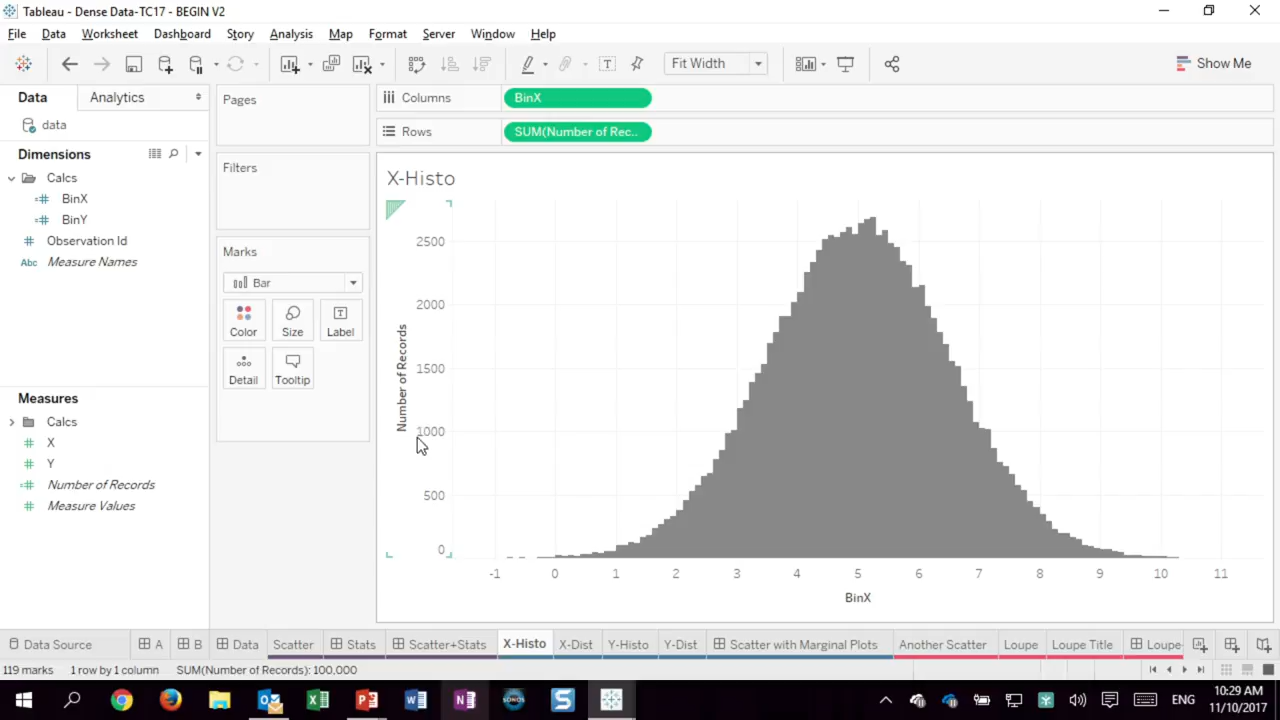 Tableau - Dense Data-TC17 - BEGIN V2
File Data Worksheet Dashboard Story Analysis Map Format Server Window Help
Fit Width
Show Me
Data Analytics
data
Dimensions
Calcs
BinX
BinY
Observation Id
Abc Measure Names
Measures
Calcs
X
Y
Number of Records
Measure Values
Pages
Filters
Marks
Bar
Color Size Label
Detail Tooltip
Columns BinX
Rows SUM(Number of Rec..
X-Histo
Number of Records
2500
2000
1500
1000
500
0
-1 0 1 2 3 4 5 6 7 8 9 10 11
BinX
Data Source A B Data Scatter Stats Scatter+Stats X-Histo X-Dist Y-Histo Y-Dist Scatter with Marginal Plots Another Scatter Loupe Loupe Title Loupe
119 marks 1 row by 1 column SUM(Number of Records): 100,000
SONOS
ENG
10:29 AM
11/10/2017